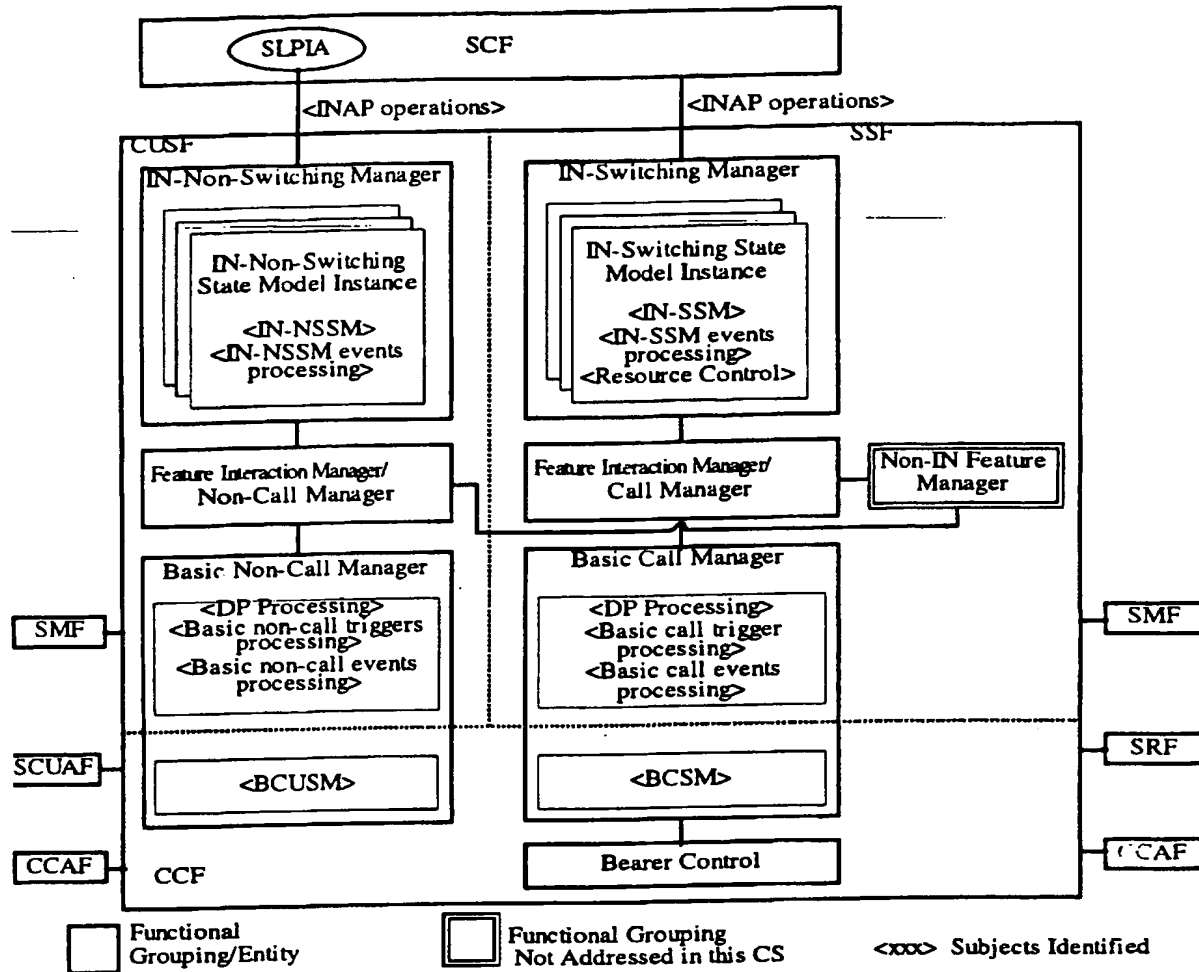 SLPIA
SCF
<INAP operations>
<INAP operations>
CUSF
SSF
IN-Non-Switching Manager
IN-Non-Switching
State Model Instance
<IN-NSSM>
<IN-NSSM events
processing>
IN-Switching Manager
IN-Switching State
Model Instance
<IN-SSM>
<IN-SSM events
processing>
<Resource Control>
Feature Interaction Manager/
Non-Call Manager
Feature Interaction Manager/
Call Manager
Non-IN Feature
Manager
Basic Non-Call Manager
<DP Processing>
<Basic non-call triggers
processing>
<Basic non-call events
processing>
Basic Call Manager
<DP Processing>
<Basic call trigger
processing>
<Basic call events
processing>
SMF
SMF
SCUAF
<BCUSM>
<BCSM>
SRF
CCAF
CCF
Bearer Control
CCAF
Functional
Grouping/Entity
Functional Grouping
Not Addressed in this CS
<xxx> Subjects Identified